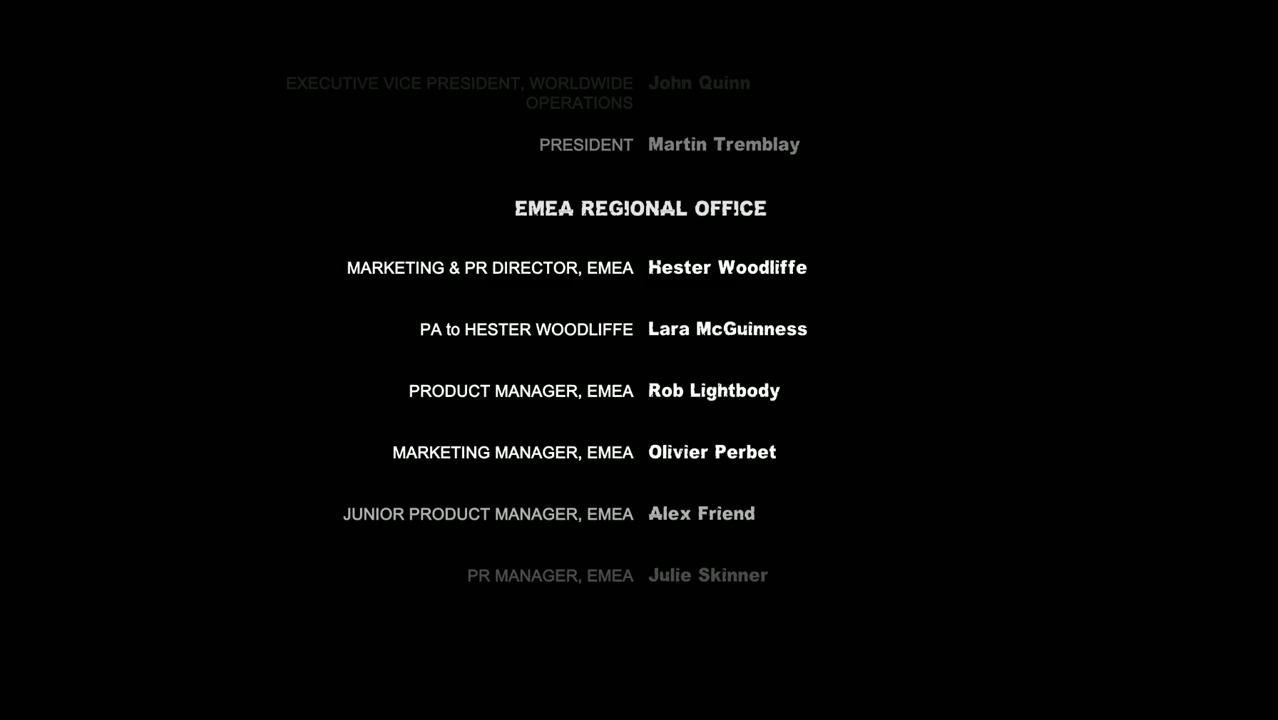 EXECUTIVE VICE PRESIDENT, WORLDWIDE John Quinn
OPERATIONS
PRESIDENT Martin Tremblay
EMEA REGIONAL OFFICE
MARKETING & PR DIRECTOR, EMEA Hester Woodliffe
PA to HESTER WOODLIFFE Lara McGuinness
PRODUCT MANAGER, EMEA Rob Lightbody
MARKETING MANAGER, EMEA Olivier Perbet
JUNIOR PRODUCT MANAGER, EMEA Alex Friend
PR MANAGER, EMEA Julie Skinner